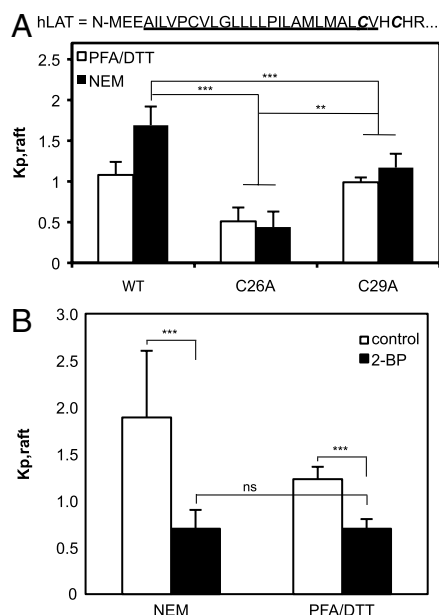 A
hLAT = N-MEEAILVPCVLGLLLLPILAMLMALCVHCHR...
PFA/DTT
NEM
***
***
**
Kp,raft
2.5
2
1.5
1
0.5
0
WT C26A C29A
B
control
2-BP
***
***
ns
Kp,raft
3.0
2.5
2.0
1.5
1.0
0.5
0
NEM PFA/DTT